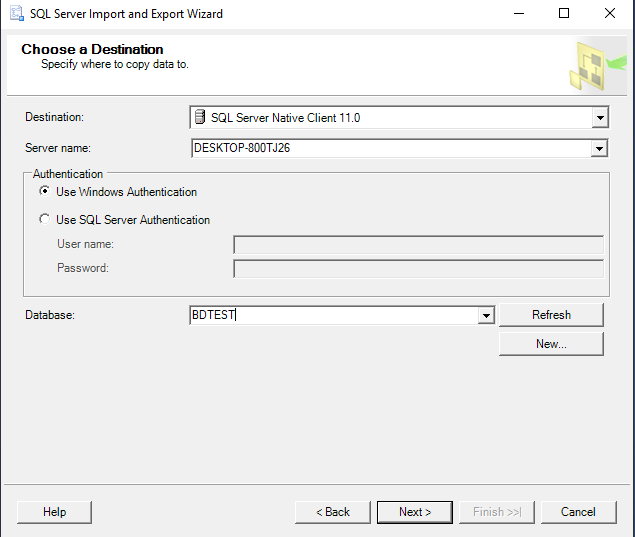 SQL Server Import and Export Wizard
Choose a Destination
Specify where to copy data to.
Destination:
SQL Server Native Client 11.0
Server name:
DESKTOP-800TJ26
Authentication
Use Windows Authentication
Use SQL Server Authentication
User name:
Password:
Database:
BDTEST
Refresh
New...
Help
< Back
Next >
Finish >>|
Cancel